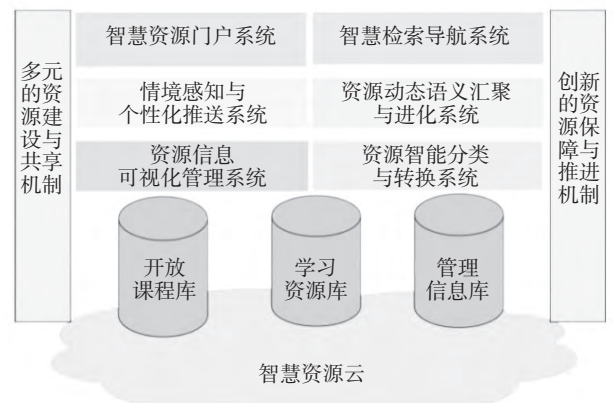 多元
的资
源建
设与
共享
机制
智慧资源门户系统
智慧检索导航系统
情境感知与
个性化推送系统
资源动态语义汇聚
与进化系统
资源信息
可视化管理系统
资源智能分类
与转换系统
创新
的资
源保
障与
推进
机制
开放
课程库
学习
资源库
管理
信息库
智慧资源云